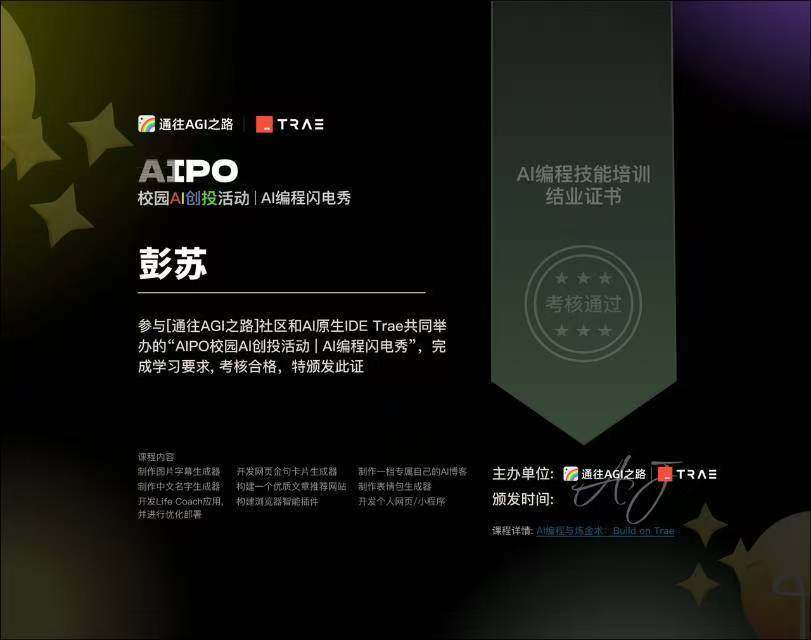 通往AGI之路 | TRAE
AIPO
校园AI创投活动 | AI编程闪电秀
彭苏
参与[通往AGI之路]社区和AI原生IDE Trae共同举
办的“AIPO校园AI创投活动 | AI编程闪电秀”，完
成学习要求, 考核合格，特颁发此证
AI编程技能培训
结业证书
考核通过
课程内容
制作图片字幕生成器 开发网页金句卡片生成器 制作一档专属自己的AI博客
制作中文名字生成器 构建一个优质文章推荐网站 制作表情包生成器
开发Life Coach应用, 构建浏览器智能插件 开发个人网页/小程序
并进行优化部署
主办单位: 通往AGI之路 | TRAE
颁发时间:
课程详情: AI编程与炼金术：Build on Trae